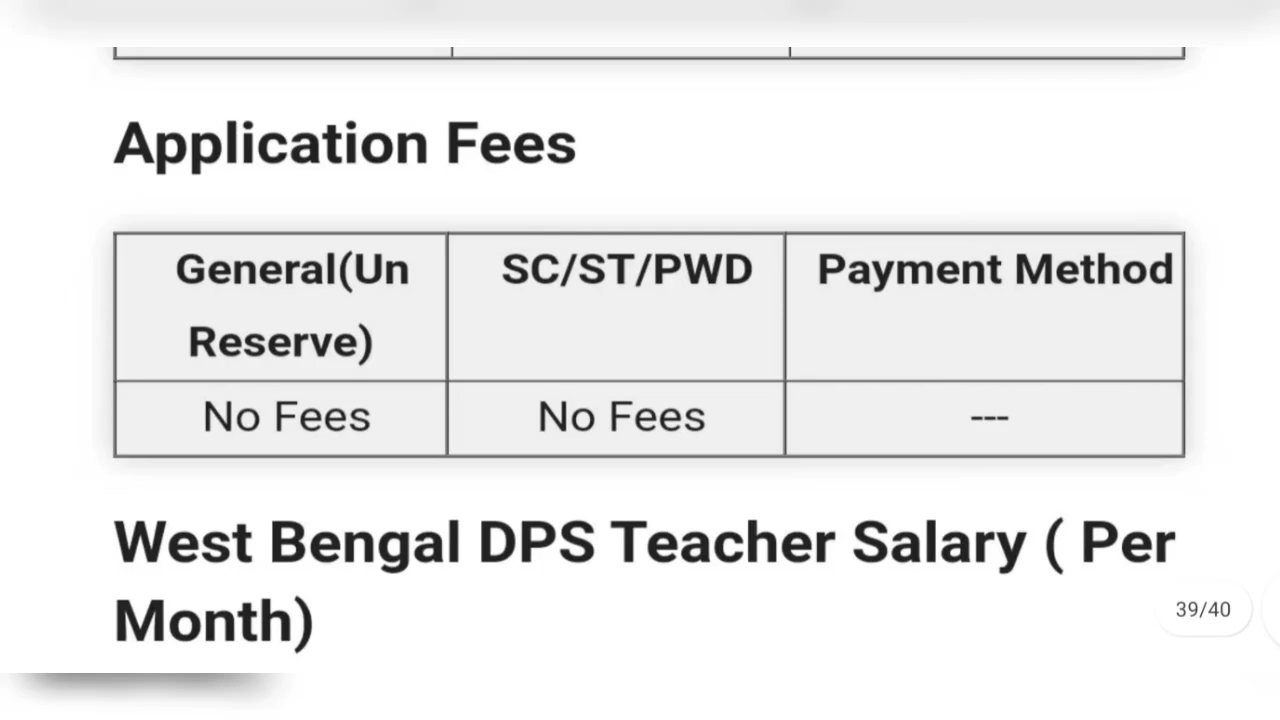 Application Fees
General(Un SC/ST/PWD Payment Method
Reserve)
No Fees No Fees ---
West Bengal DPS Teacher Salary ( Per
Month)
39/40